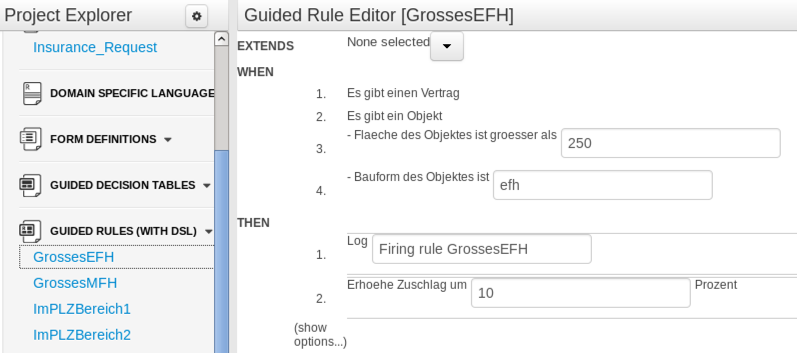 Project Explorer
Insurance_Request
DOMAIN SPECIFIC LANGUAGE
FORM DEFINITIONS
GUIDED DECISION TABLES
GUIDED RULES (WITH DSL)
GrossesEFH
GrossesMFH
ImPLZBereich1
ImPLZBereich2
Guided Rule Editor [GrossesEFH]
EXTENDS None selected
WHEN
1. Es gibt einen Vertrag
2. Es gibt ein Objekt
3. - Flaeche des Objektes ist groesser als 250
4. - Bauform des Objektes ist efh
THEN
1. Log Firing rule GrossesEFH
2. Erhoehe Zuschlag um 10 Prozent
(show
options...)